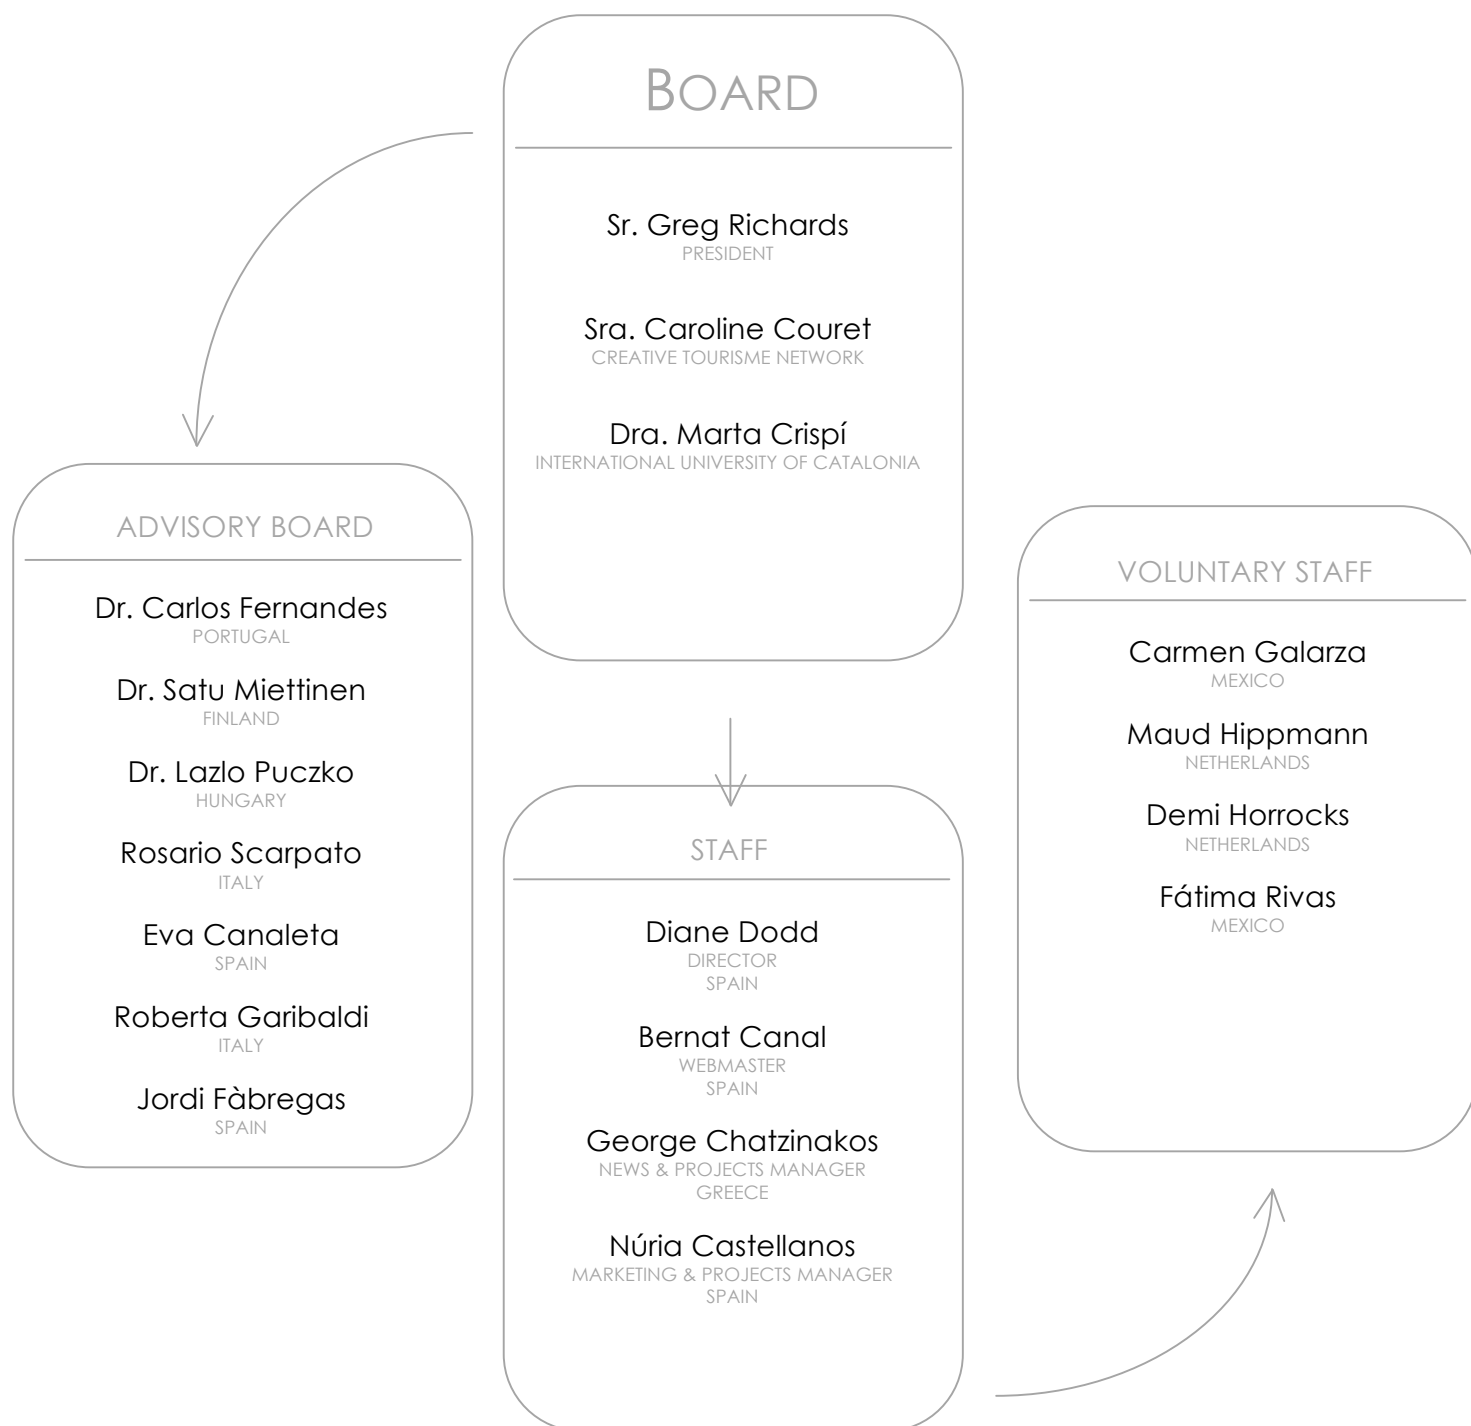 BOARD
Sr. Greg Richards
PRESIDENT
Sra. Caroline Couret
CREATIVE TOURISME NETWORK
Dra. Marta Crispí
INTERNATIONAL UNIVERSITY OF CATALONIA
ADVISORY BOARD
Dr. Carlos Fernandes
PORTUGAL
Dr. Satu Miettinen
FINLAND
Dr. Lazlo Puczko
HUNGARY
Rosario Scarpato
ITALY
Eva Canaleta
SPAIN
Roberta Garibaldi
ITALY
Jordi Fàbregas
SPAIN
STAFF
Diane Dodd
DIRECTOR
SPAIN
Bernat Canal
WEBMASTER
SPAIN
George Chatzinakos
NEWS & PROJECTS MANAGER
GREECE
Núria Castellanos
MARKETING & PROJECTS MANAGER
SPAIN
VOLUNTARY STAFF
Carmen Galarza
MEXICO
Maud Hippmann
NETHERLANDS
Demi Horrocks
NETHERLANDS
Fátima Rivas
MEXICO